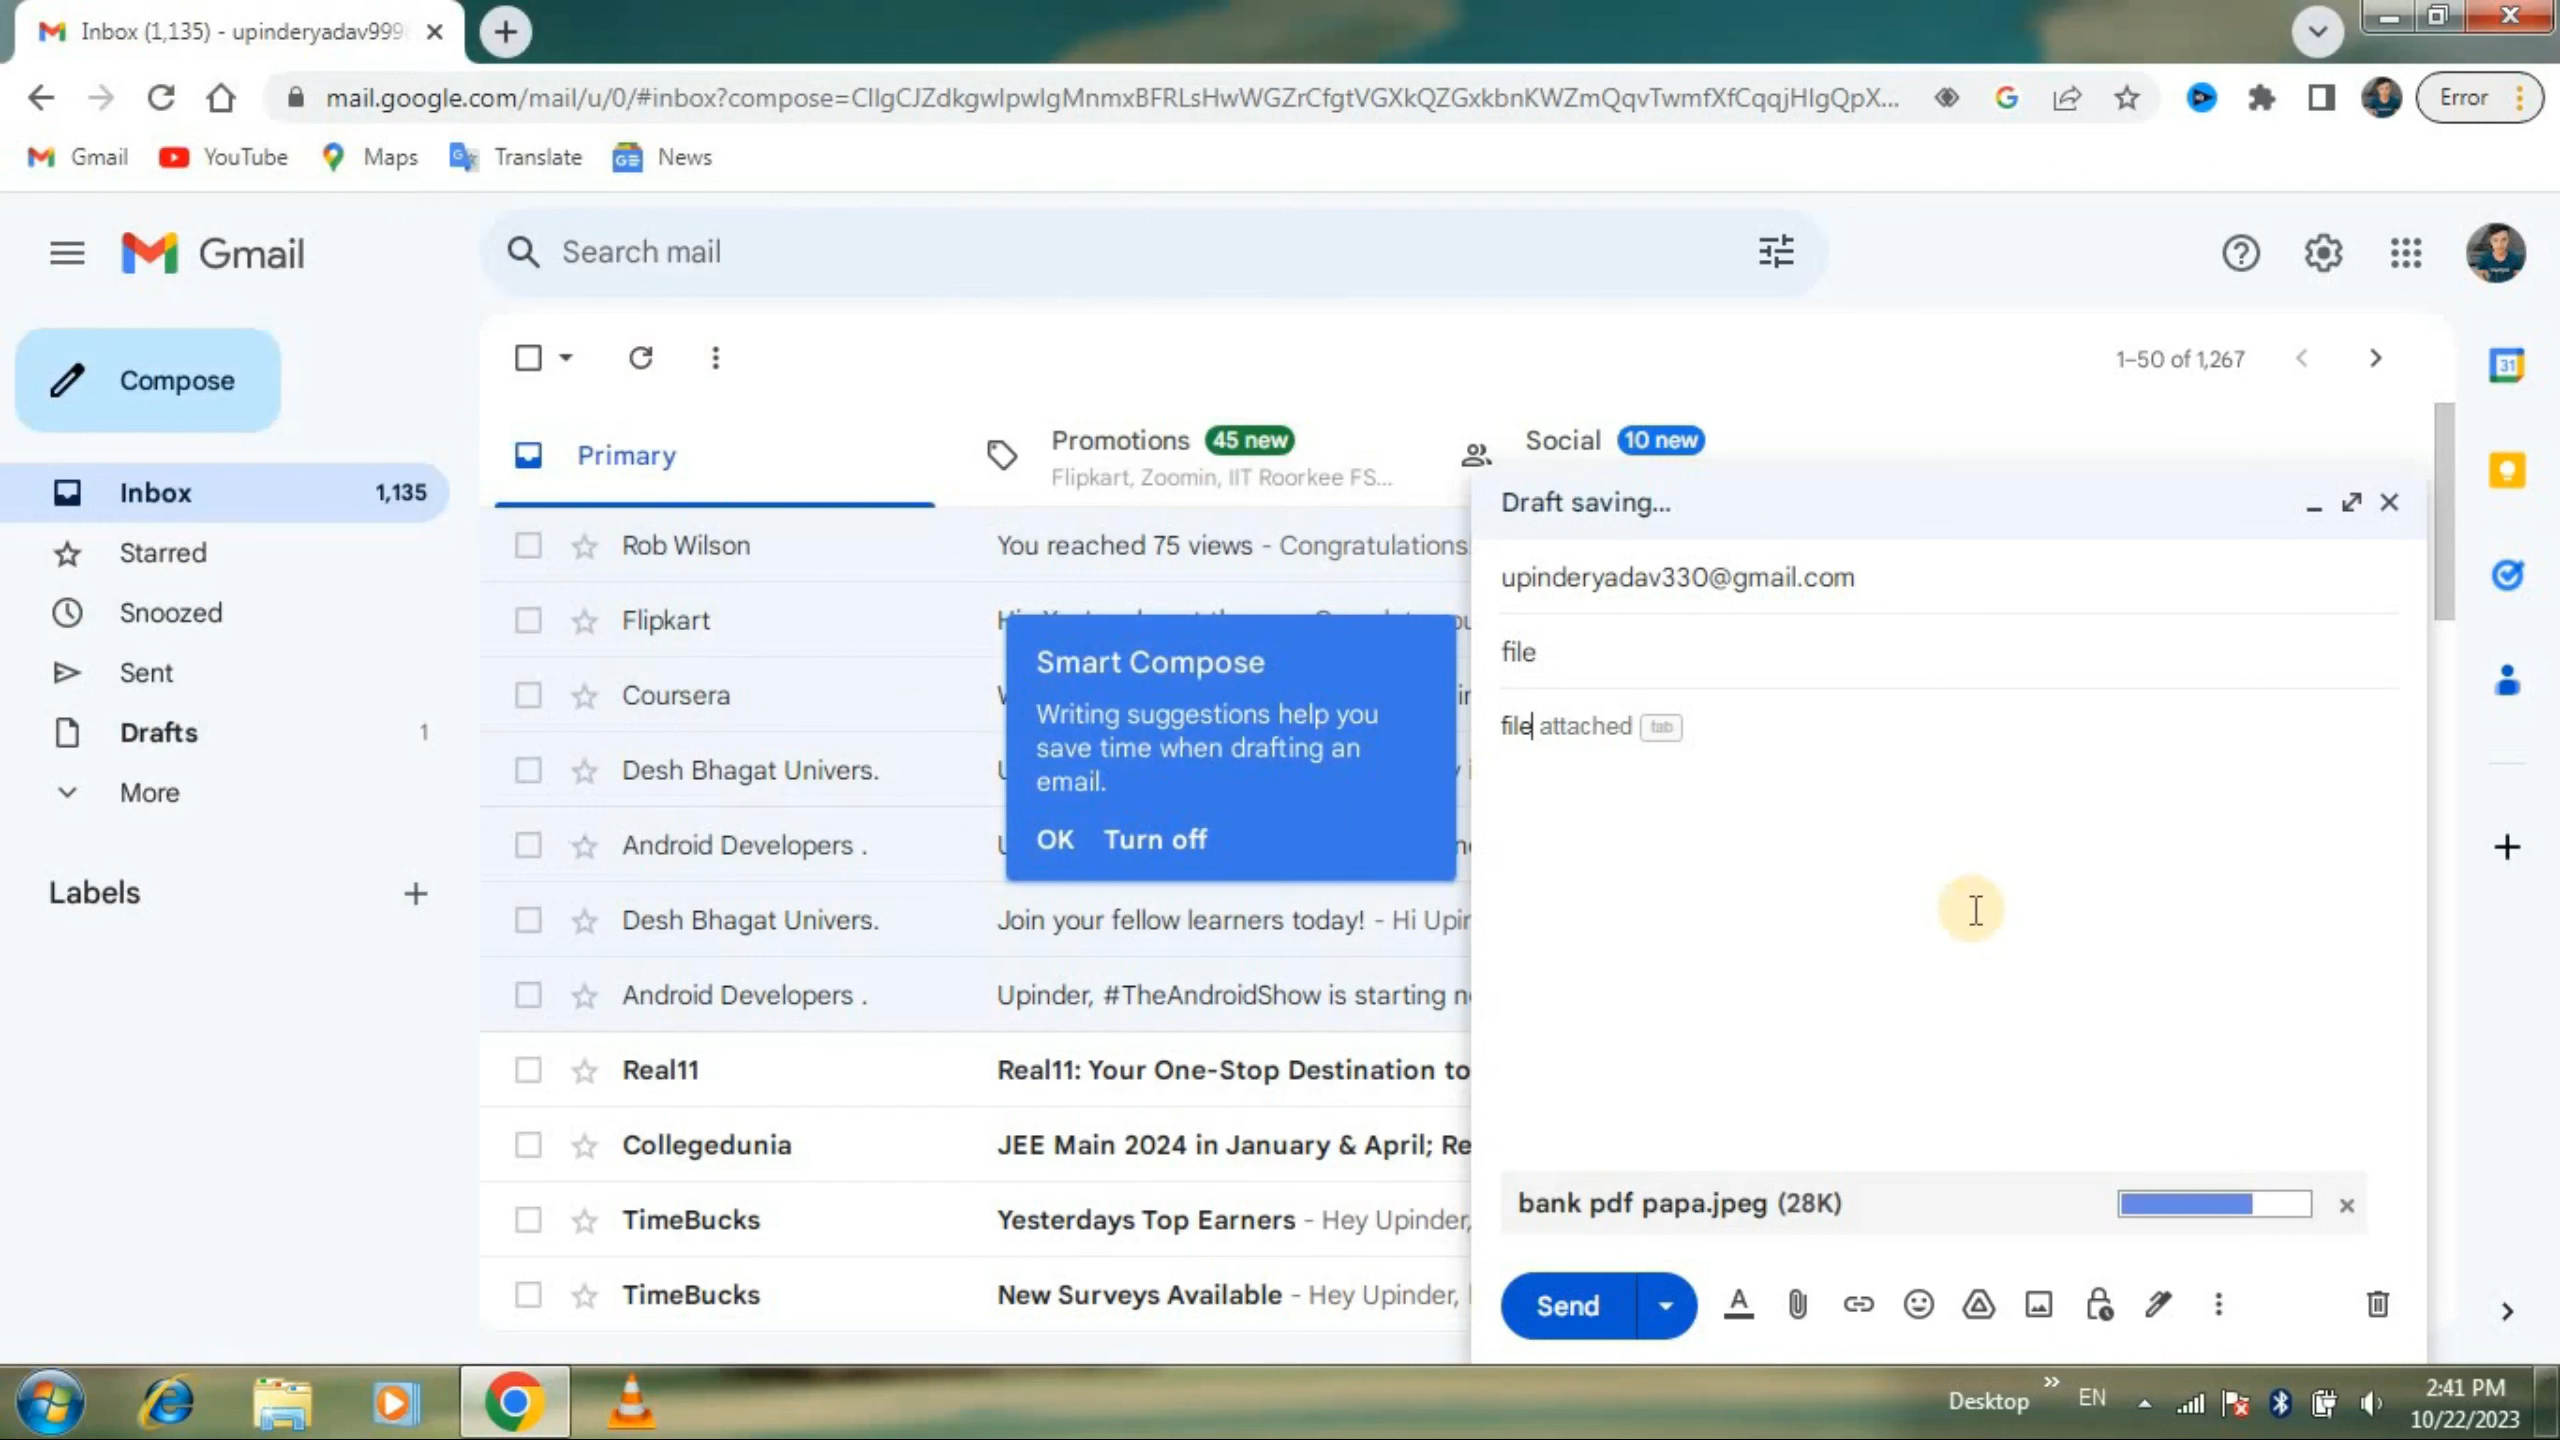 Inbox (1,135) - upinderyadav999
mail.google.com/mail/u/0/#inbox?compose=CllgCJZdkgwlpwlgMnmxBFRLsHwWGZrCfgtVGXkQZGxkbnKWZmQqvTwmfXfCqqjHlgQpX...
Error
Gmail
YouTube
Maps
Translate
News
Gmail
Search mail
Compose
1–50 of 1,267
Primary
Promotions 45 new
Flipkart, Zoomin, IIT Roorkee FS...
Social 10 new
Inbox 1,135
Starred
Snoozed
Sent
Drafts 1
More
Labels
Rob Wilson You reached 75 views - Congratulations
Flipkart
Coursera
Desh Bhagat Univers.
Android Developers .
Desh Bhagat Univers. Join your fellow learners today! - Hi Upin
Android Developers . Upinder, #TheAndroidShow is starting n
Real11 Real11: Your One-Stop Destination to
Collegedunia JEE Main 2024 in January & April; Re
TimeBucks Yesterdays Top Earners - Hey Upinder,
TimeBucks New Surveys Available - Hey Upinder,
Smart Compose
Writing suggestions help you
save time when drafting an
email.
OK Turn off
Draft saving...
upinderyadav330@gmail.com
file
file attached tab
bank pdf papa.jpeg (28K)
Send
31
Desktop
EN
2:41 PM
10/22/2023